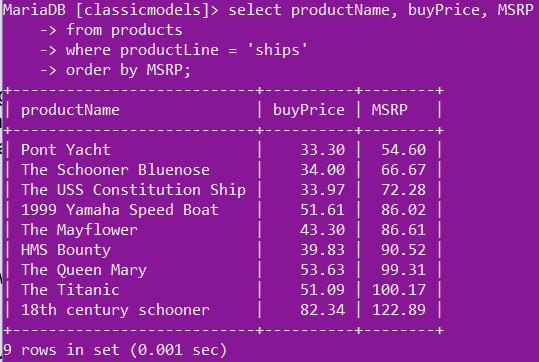 MariaDB [classicmodels]> select productName, buyPrice, MSRP
    -> from products
    -> where productLine = 'ships'
    -> order by MSRP;
+---------------------------+----------+--------+
| productName               | buyPrice | MSRP   |
+---------------------------+----------+--------+
| Pont Yacht                |    33.30 |  54.60 |
| The Schooner Bluenose     |    34.00 |  66.67 |
| The USS Constitution Ship |    33.97 |  72.28 |
| 1999 Yamaha Speed Boat    |    51.61 |  86.02 |
| The Mayflower             |    43.30 |  86.61 |
| HMS Bounty                |    39.83 |  90.52 |
| The Queen Mary            |    53.63 |  99.31 |
| The Titanic               |    51.09 | 100.17 |
| 18th century schooner     |    82.34 | 122.89 |
+---------------------------+----------+--------+
9 rows in set (0.001 sec)